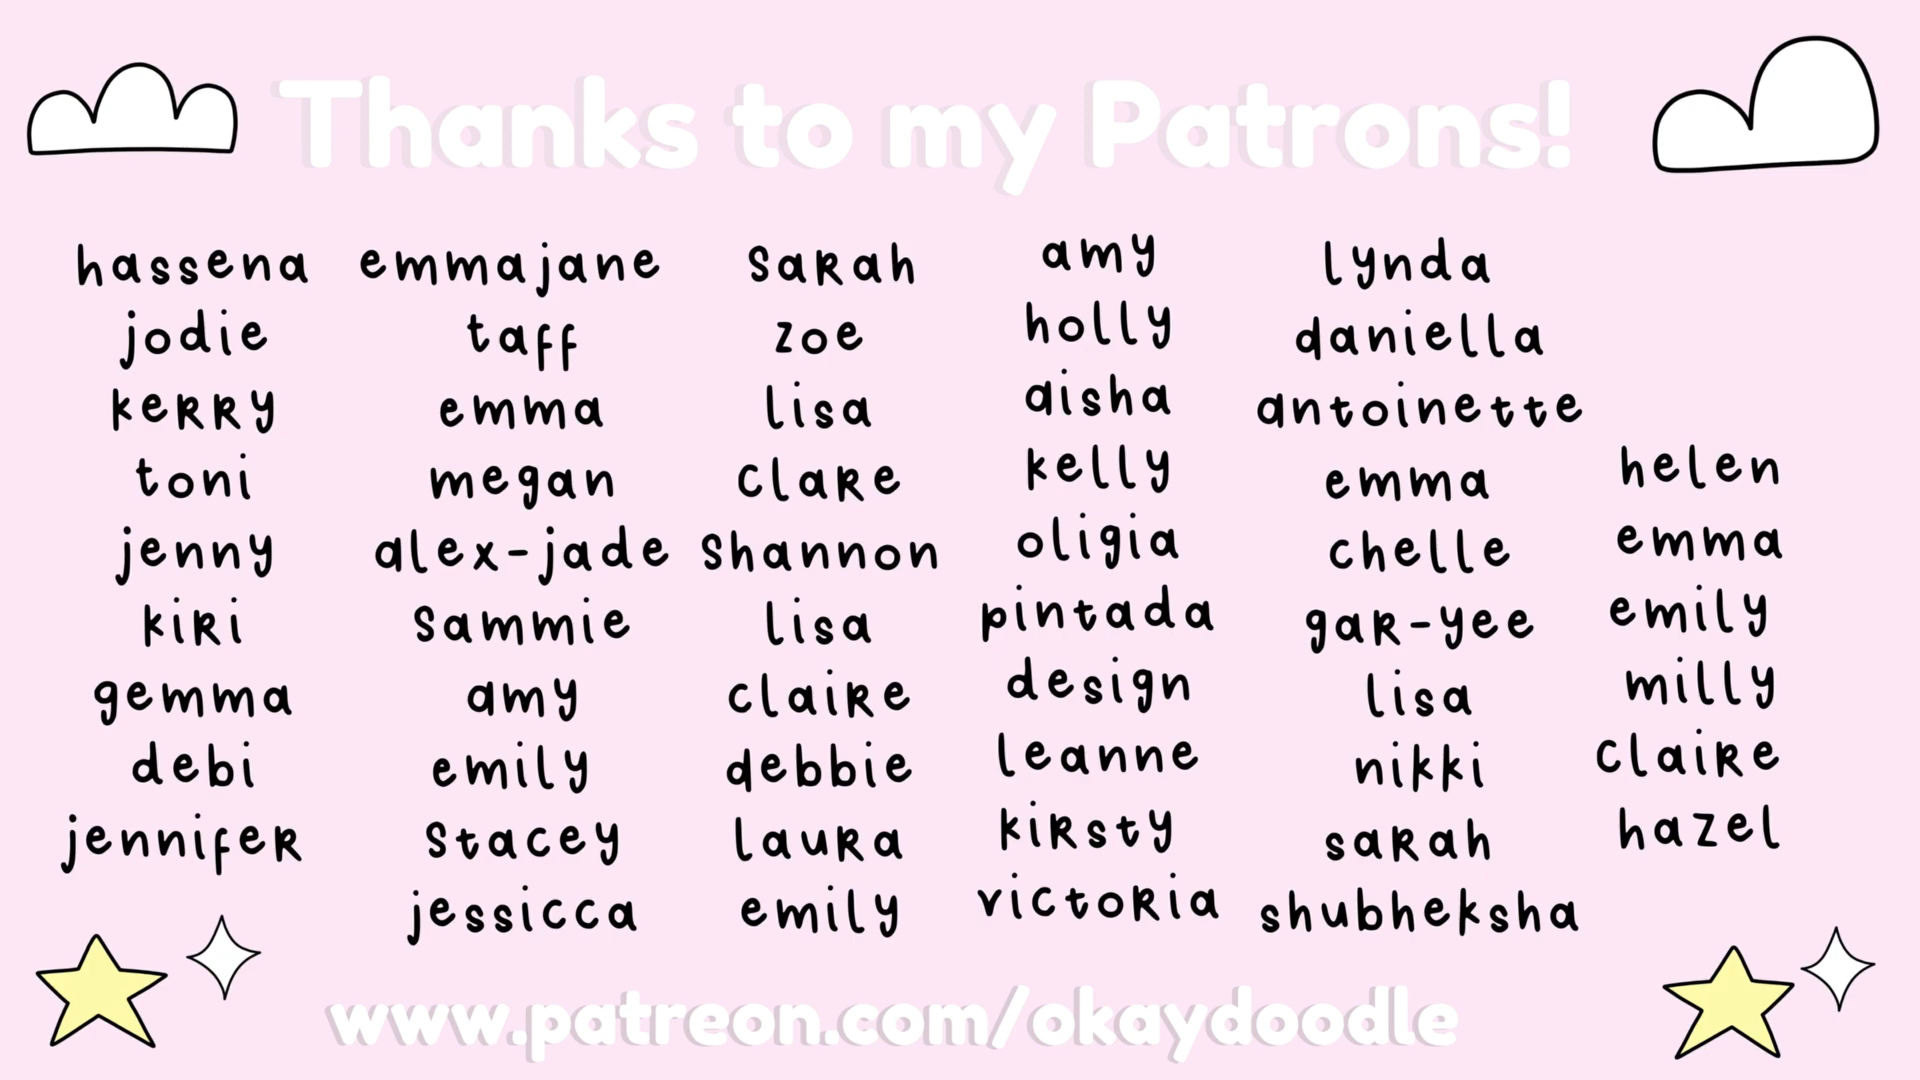 Thanks to my Patrons!
hassena
jodie
keRRy
toni
jenny
kiRi
gemma
debi
jennifeR
emmajane
taff
emma
megan
alex-jade
sammie
amy
emily
stacey
jessicca
saRah
zoe
lisa
claRe
shannon
lisa
claiRe
debbie
lauRa
emily
amy
holly
aisha
kelly
oligia
pintada
design
leanne
kiRsty
victoRia
lynda
daniella
antoinette
emma
chelle
gaR-yee
lisa
nikki
saRah
shubheksha
helen
emma
emily
milly
claiRe
hazel
www.patreon.com/okaydoodle